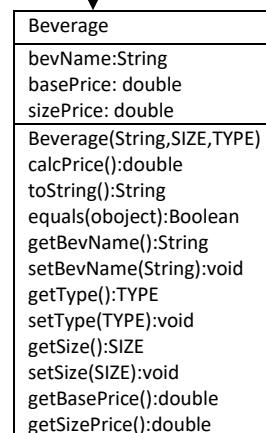 Beverage
bevName:String
basePrice: double
sizePrice: double
Beverage(String,SIZE,TYPE)
calcPrice():double
toString():String
equals(oboject):Boolean
getBevName():String
setBevName(String):void
getType():TYPE
setType(TYPE):void
getSize():SIZE
setSize(SIZE):void
getBasePrice():double
getSizePrice():double